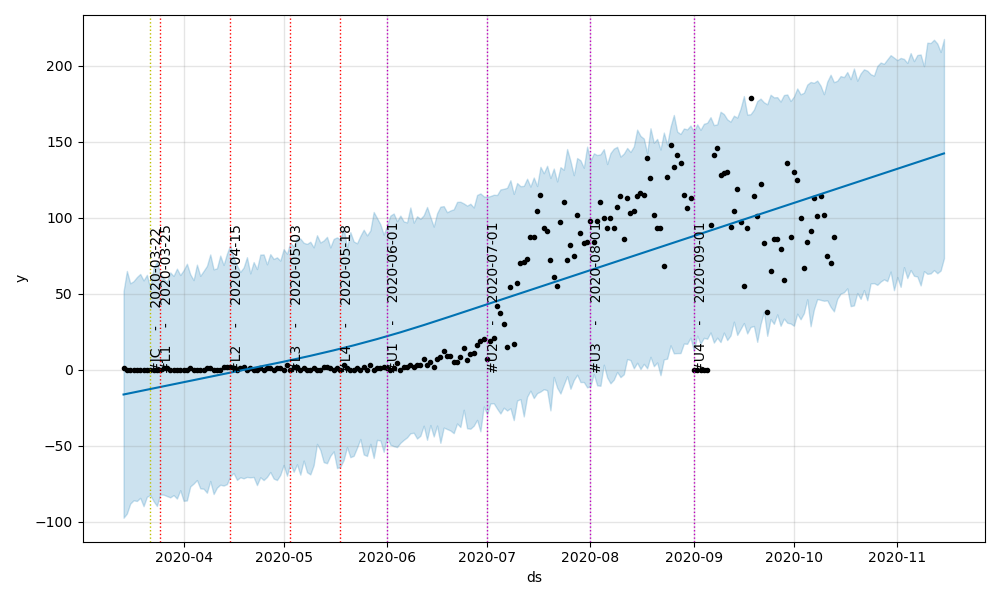 200
150
100
50
0
−50
−100
y
#JC - 2020-03-22
#L1 - 2020-03-25
#L2 - 2020-04-15
#L3 - 2020-05-03
#L4 - 2020-05-18
#U1 - 2020-06-01
#U2 - 2020-07-01
#U3 - 2020-08-01
#U4 - 2020-09-01
2020-04 2020-05 2020-06 2020-07 2020-08 2020-09 2020-10 2020-11
ds